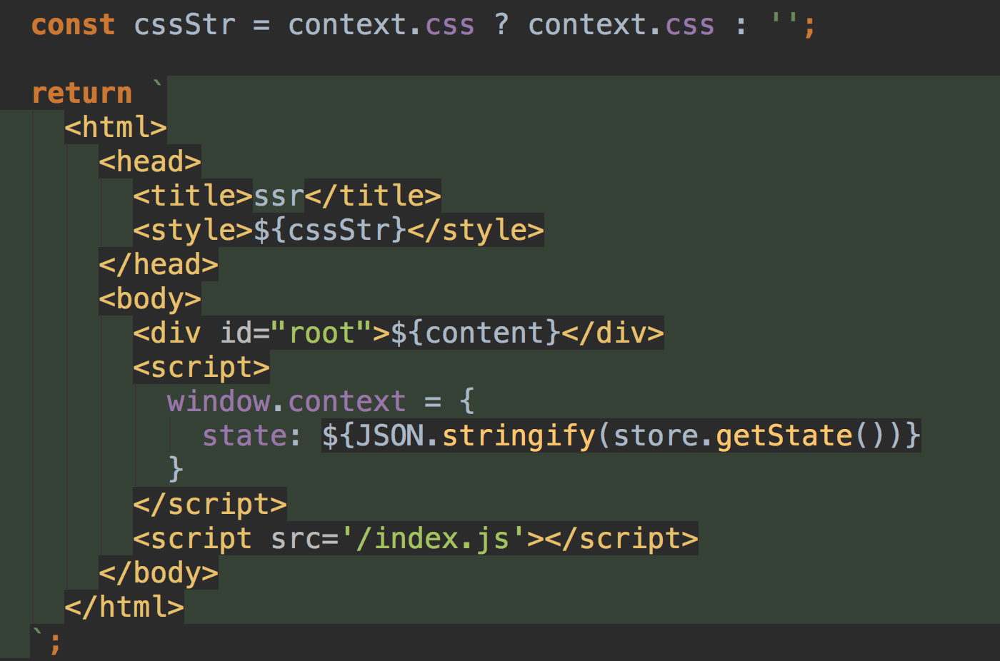 const cssStr = context.css ? context.css : '';
return `
<html>
<head>
<title>ssr</title>
<style>${cssStr}</style>
</head>
<body>
<div id="root">${content}</div>
<script>
window.context = {
state: ${JSON.stringify(store.getState())}
}
</script>
<script src='/index.js'></script>
</body>
</html>
`;